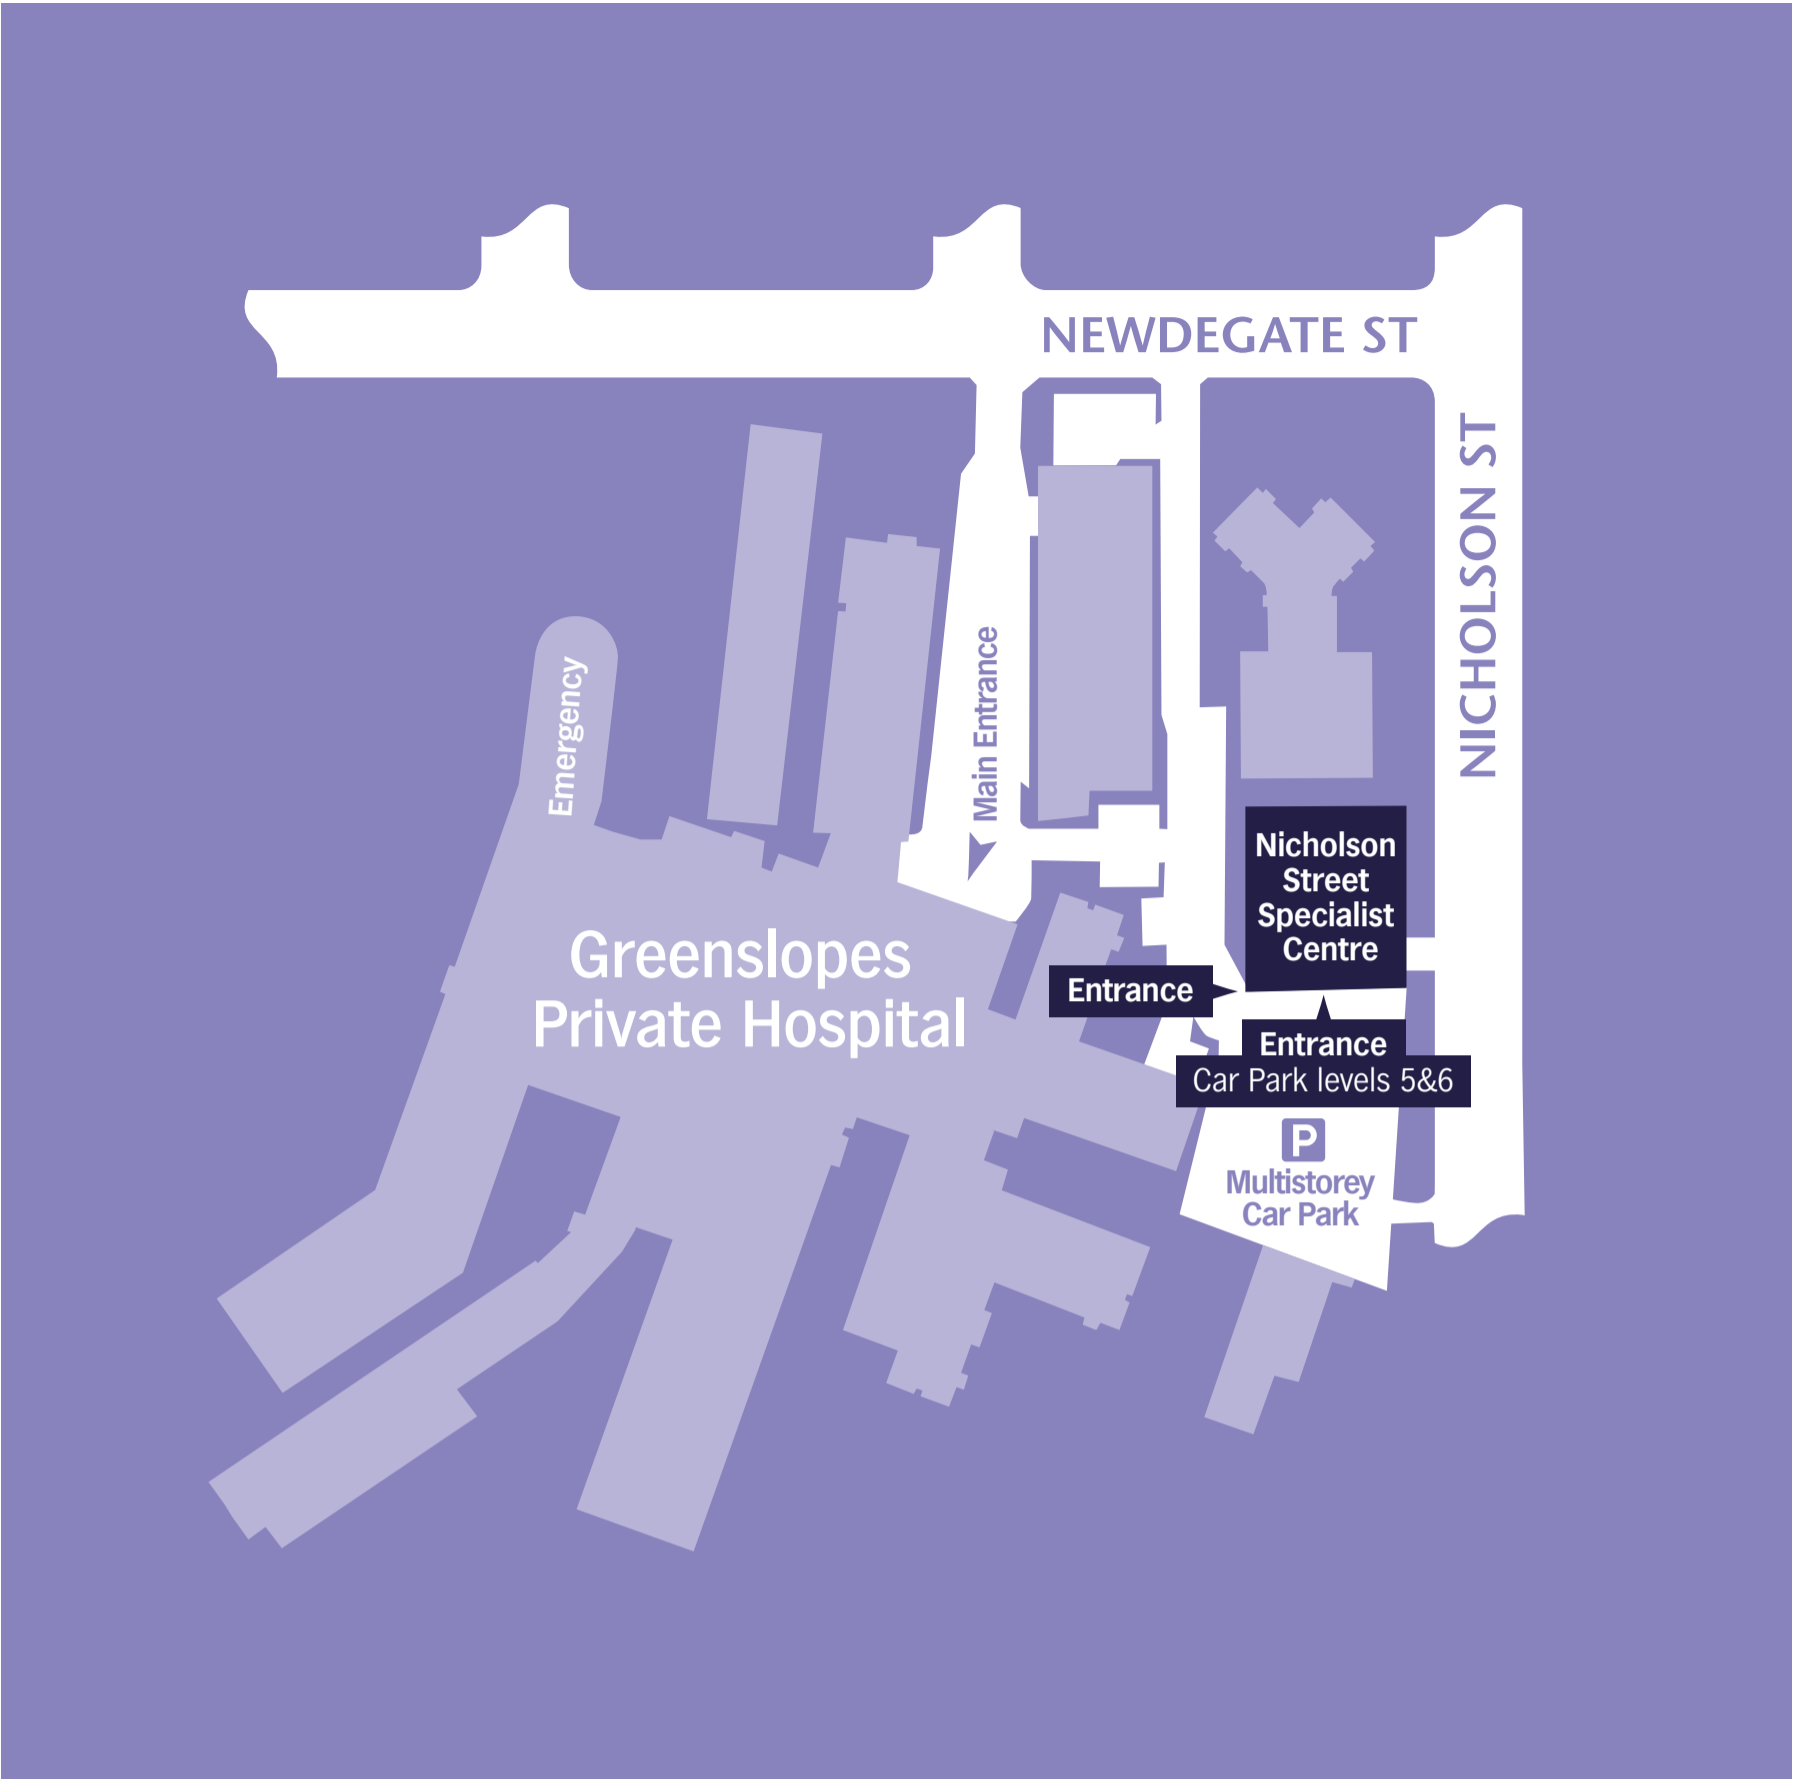 NEWDEGATE ST
NICHOLSON ST
Main Entrance
Emergency
Nicholson
Street
Specialist
Centre
Greenslopes
Private Hospital
Entrance
Entrance
Car Park levels 5&6
P
Multistorey
Car Park